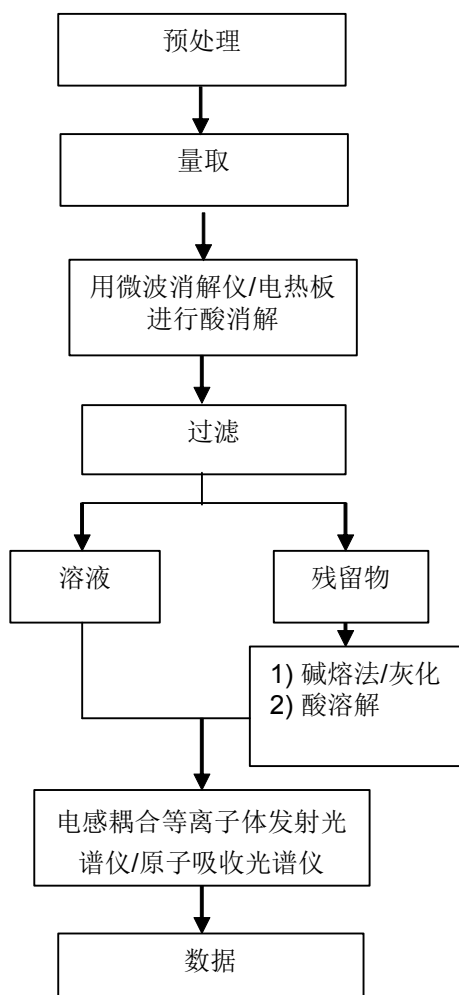 预处理
量取
用微波消解仪/电热板
进行酸消解
过滤
溶液
残留物
1) 碱熔法/灰化
2) 酸溶解
电感耦合等离子体发射光
谱仪/原子吸收光谱仪
数据